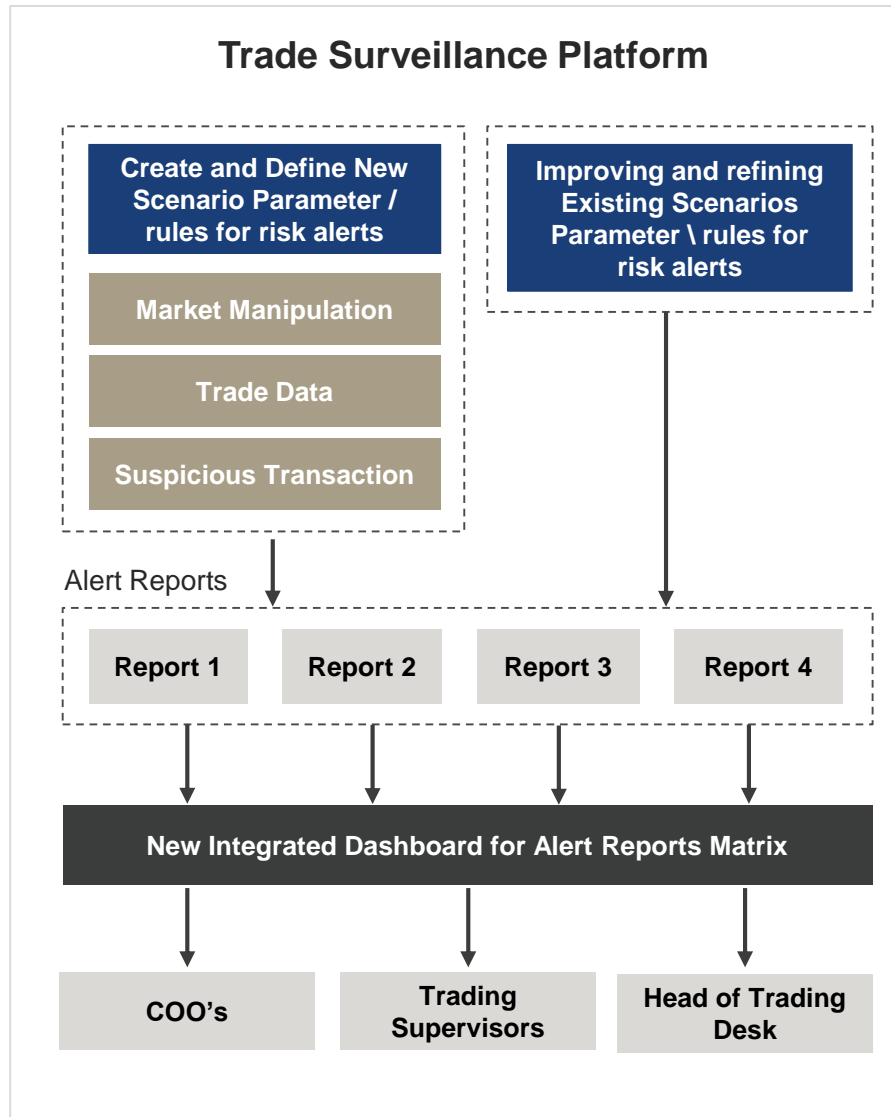 Trade Surveillance Platform
Create and Define New
Scenario Parameter /
rules for risk alerts
Market Manipulation
Trade Data
Suspicious Transaction
Improving and refining
Existing Scenarios
Parameter \ rules for
risk alerts
Alert Reports
Report 1
Report 2
Report 3
Report 4
New Integrated Dashboard for Alert Reports Matrix
COO’s
Trading
Supervisors
Head of Trading
Desk